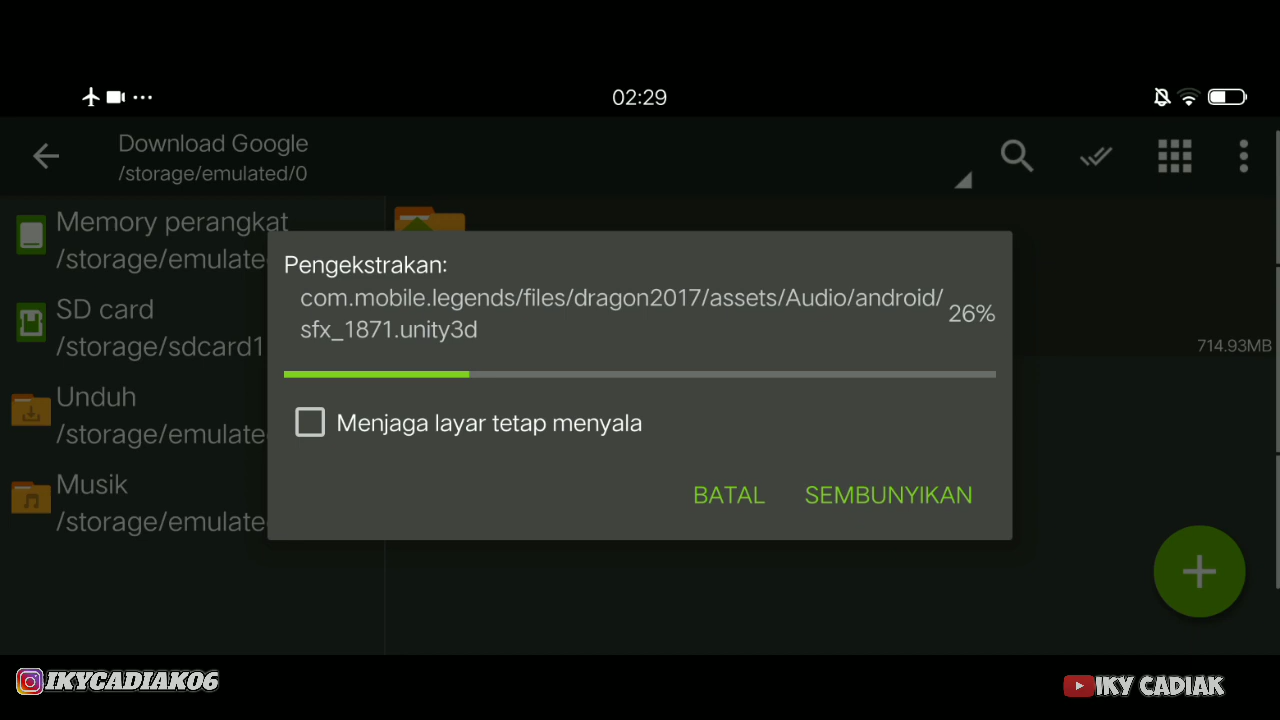 02:29
Download Google
/storage/emulated/0
Memory perangkat
/storage/emulate
SD card
/storage/sdcard1
Unduh
/storage/emulate
Musik
/storage/emulate
Pengekstrakan:
com.mobile.legends/files/dragon2017/assets/Audio/android/
sfx_1871.unity3d
26%
714.93MB
Menjaga layar tetap menyala
BATAL SEMBUNYIKAN
IKYCADIAK06
IKY CADIAK